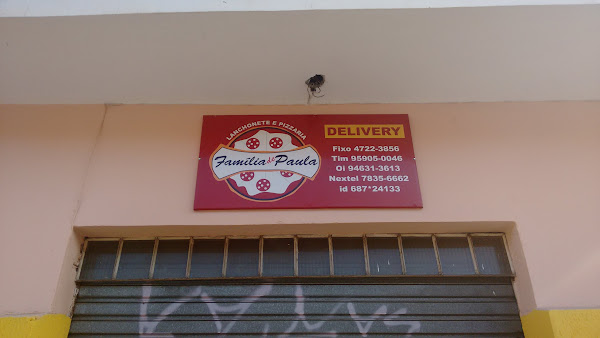 LANCHONETE E PIZZARIA
Familia de Paula
DELIVERY
Fixo 4722-3856
Tim 95905-0046
OI 94631-3613
Nextel 7835-6662
id 687*24133